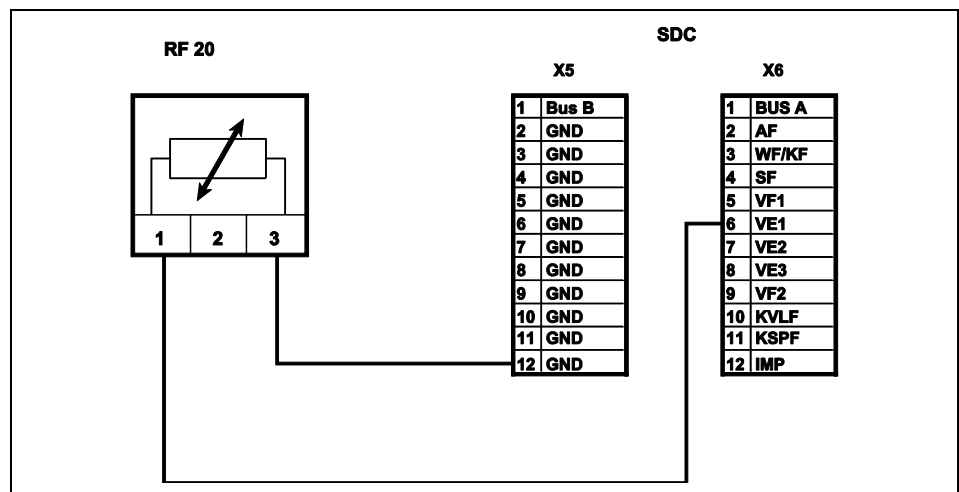 SDC
RF 20
X5
X6
1 Bus B
2 GND
3 GND
4 GND
5 GND
6 GND
7 GND
8 GND
9 GND
10 GND
11 GND
12 GND
1 BUS A
2 AF
3 WF/KF
4 SF
5 VF1
6 VE1
7 VE2
8 VE3
9 VF2
10 KVLF
11 KSPF
12 IMP
1 2 3